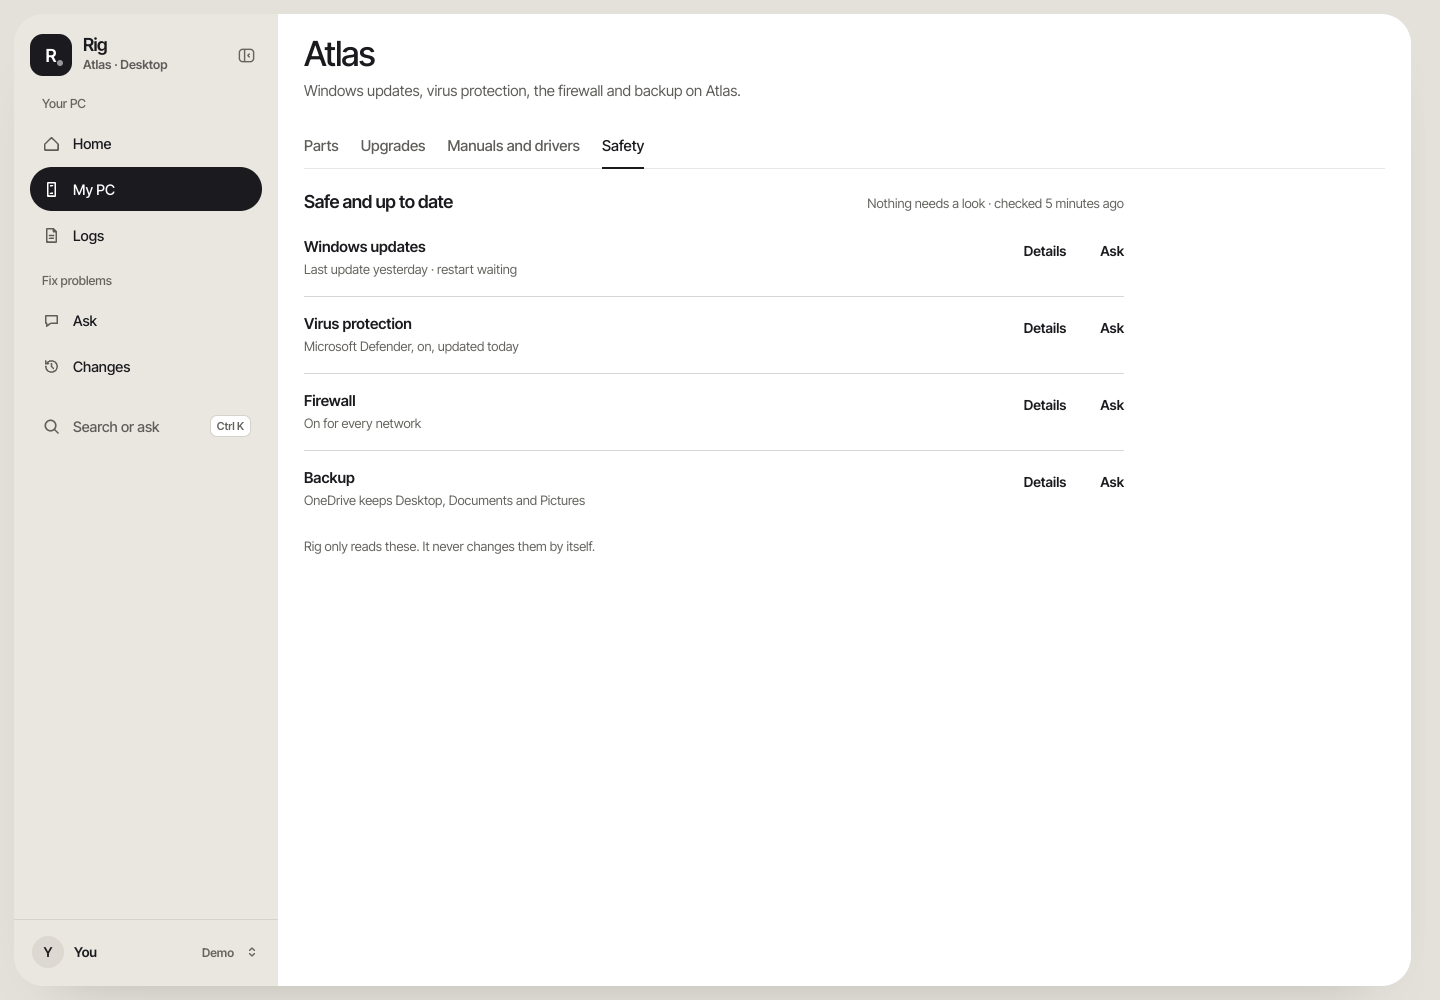 R.
Rig
Atlas · Desktop
Your PC
Home
My PC
Logs
Fix problems
Ask
Changes
Search or ask
Ctrl K
Y
You
Demo
Atlas
Windows updates, virus protection, the firewall and backup on Atlas.
Parts
Upgrades
Manuals and drivers
Safety
Safe and up to date
Nothing needs a look · checked 5 minutes ago
Windows updates
Last update yesterday · restart waiting
Details
Ask
Virus protection
Microsoft Defender, on, updated today
Details
Ask
Firewall
On for every network
Details
Ask
Backup
OneDrive keeps Desktop, Documents and Pictures
Details
Ask
Rig only reads these. It never changes them by itself.